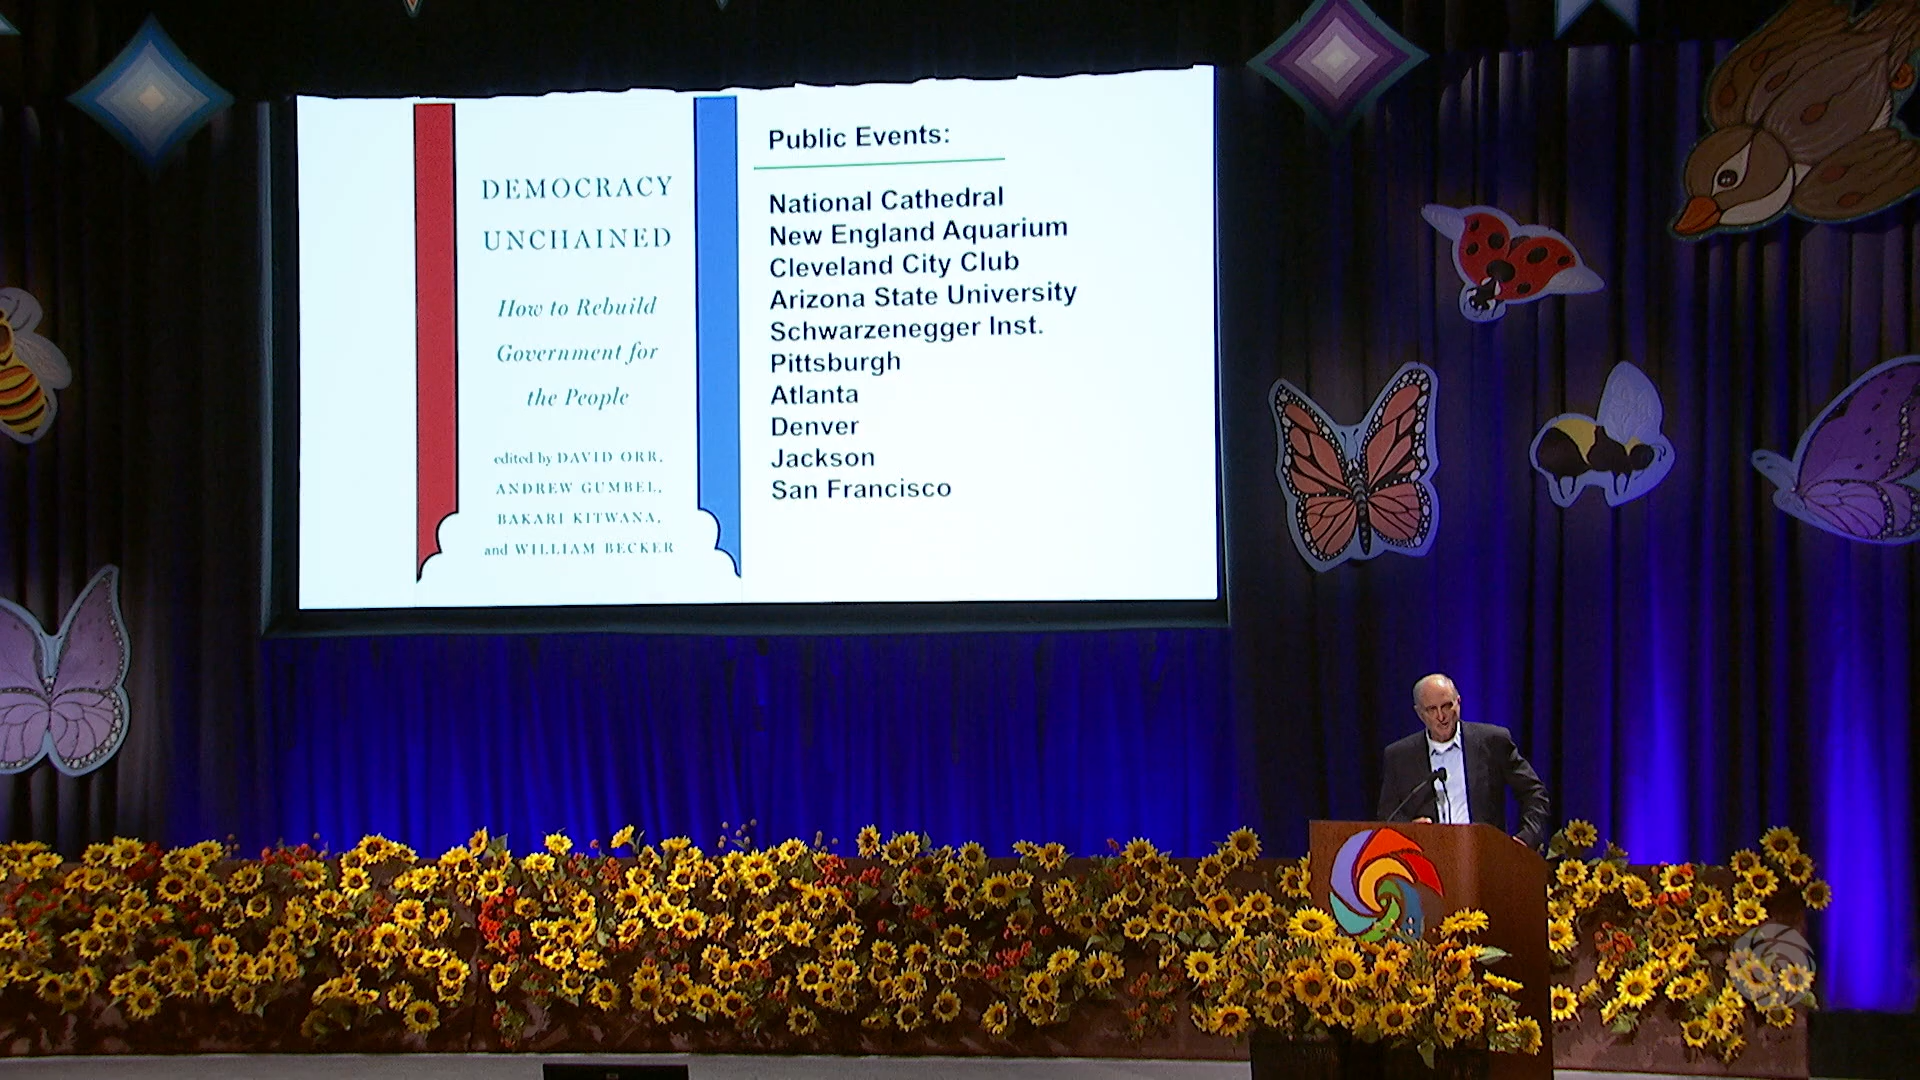 DEMOCRACY
UNCHAINED
How to Rebuild
Government for
the People
edited by DAVID ORR,
ANDREW GUMBEL,
BAKARI KITWANA,
and WILLIAM BECKER
Public Events:
National Cathedral
New England Aquarium
Cleveland City Club
Arizona State University
Schwarzenegger Inst.
Pittsburgh
Atlanta
Denver
Jackson
San Francisco